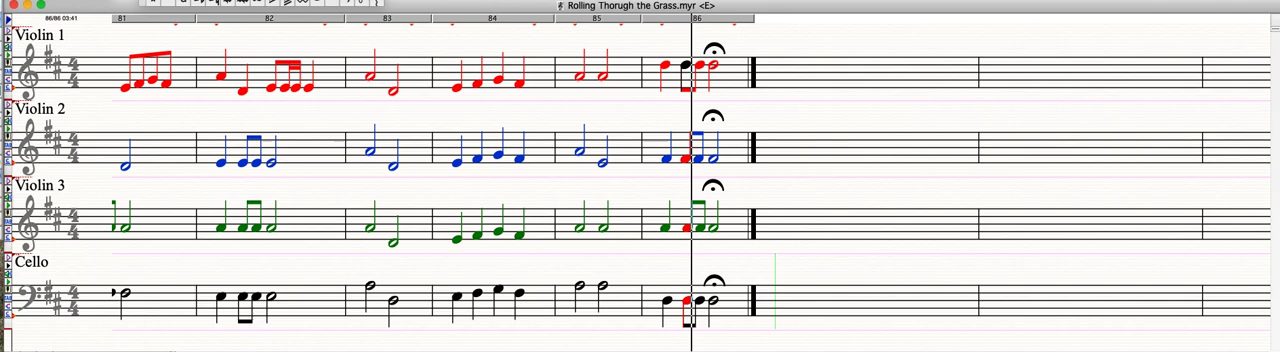 Rolling Thorugh the Grass.myr <E>
86/86 03:41
81 82 83 84 85 86
Violin 1
Violin 2
Violin 3
Cello